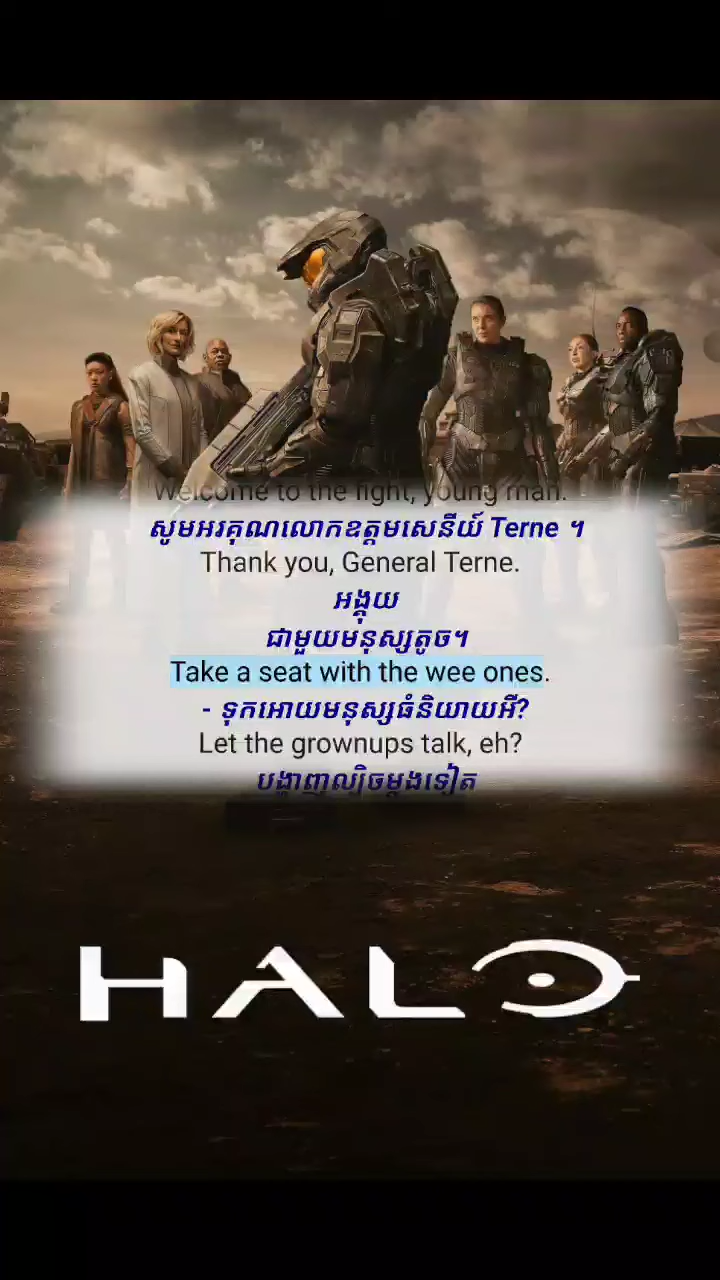 Welcome to the fight, young man.
សូមអរគុណលោកឧត្តមសេនីយ៍ Terne ។
Thank you, General Terne.
អង្គុយ
ជាមួយមនុស្សតូច។
Take a seat with the wee ones.
- ទុកអោយមនុស្សធំនិយាយអី?
Let the grownups talk, eh?
បង្ហាញល្បិចម្តងទៀត
HALO